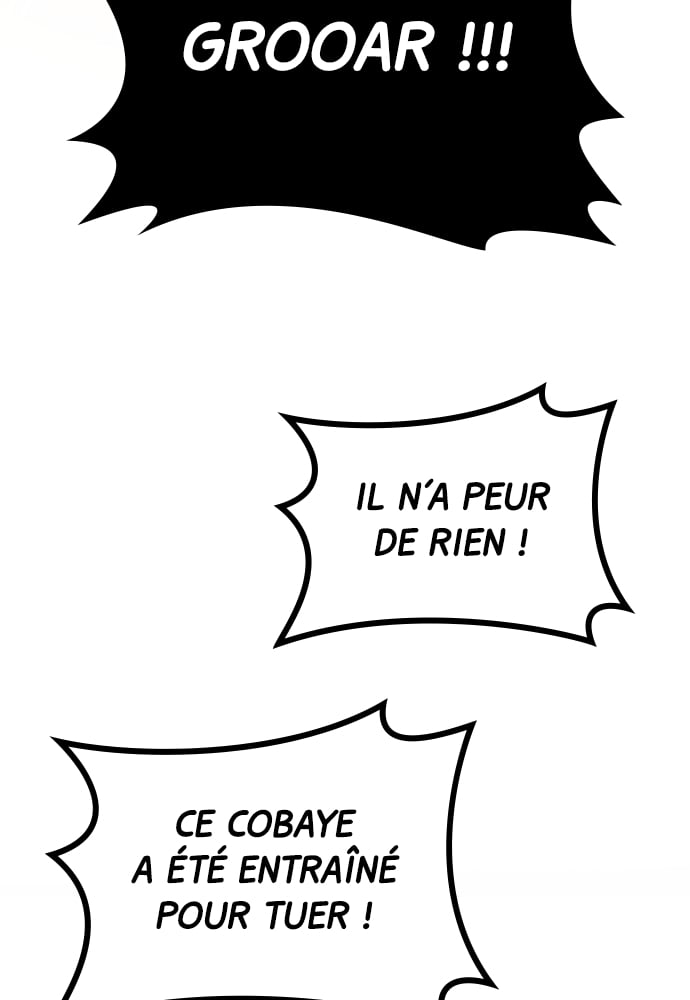 GROOAR !!!
IL N'A PEUR
DE RIEN !
CE COBAYE
A ÉTÉ ENTRAÎNÉ
POUR TUER !